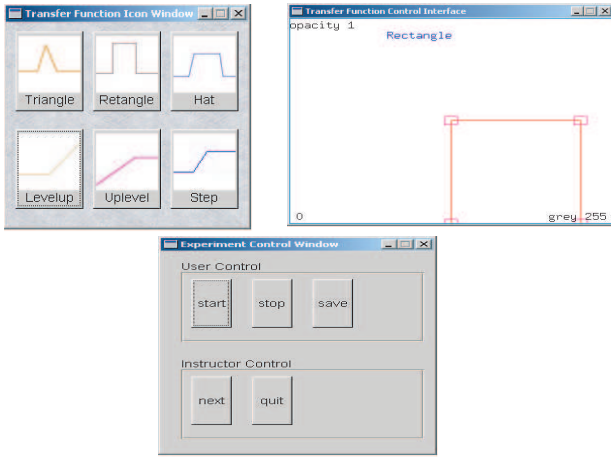 Transfer Function Icon Window
Triangle Retangle Hat
Levelup Uplevel Step
Transfer Function Control Interface
opacity 1
Rectangle
0 grey 255
Experiment Control Window
User Control
start stop save
Instructor Control
next quit